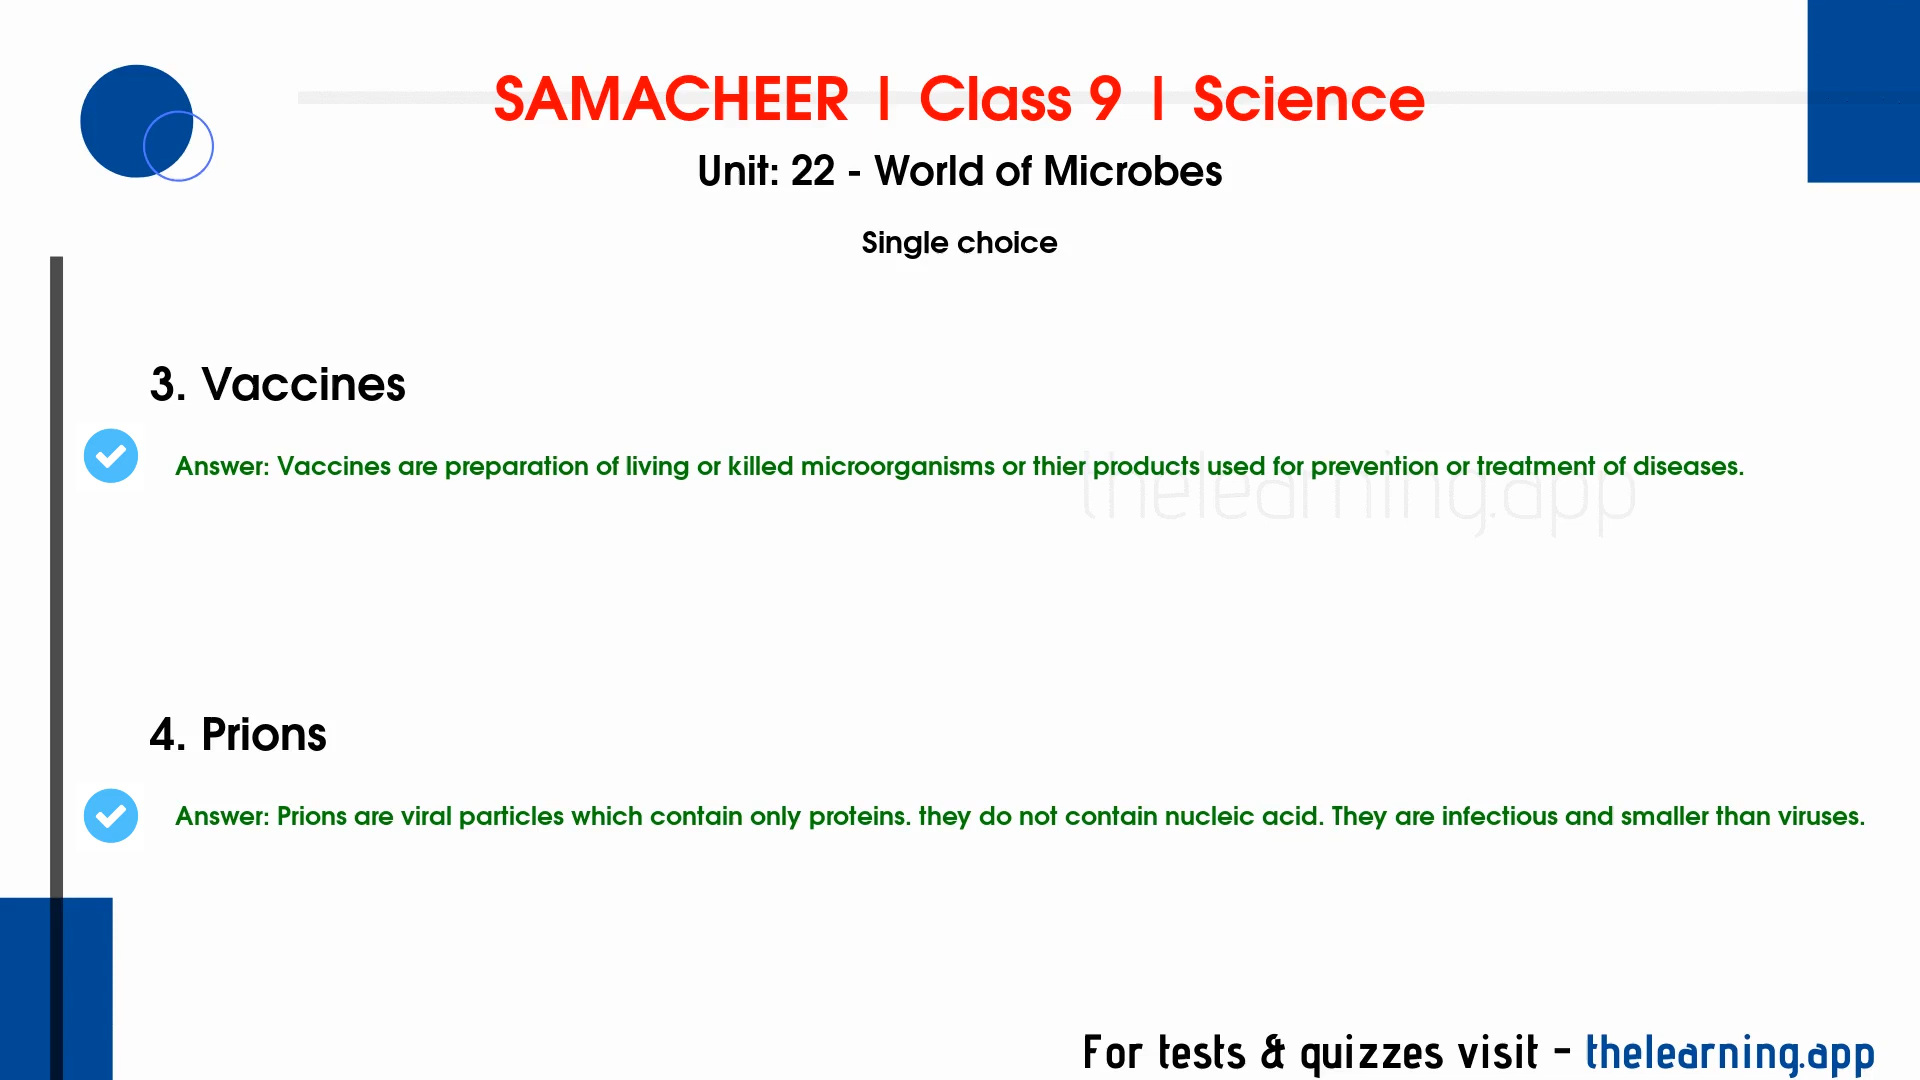 SAMACHEER | Class 9 | Science
Unit: 22 - World of Microbes
Single choice
3. Vaccines
Answer: Vaccines are preparation of living or killed microorganisms or thier products used for prevention or treatment of diseases.
thelearning.app
4. Prions
Answer: Prions are viral particles which contain only proteins. they do not contain nucleic acid. They are infectious and smaller than viruses.
For tests & quizzes visit - thelearning.app